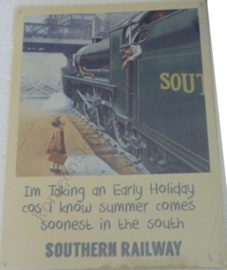 SOUT
Im Taking an Early Holiday
cos i know summer comes
soonest in the south
SOUTHERN RAILWAY